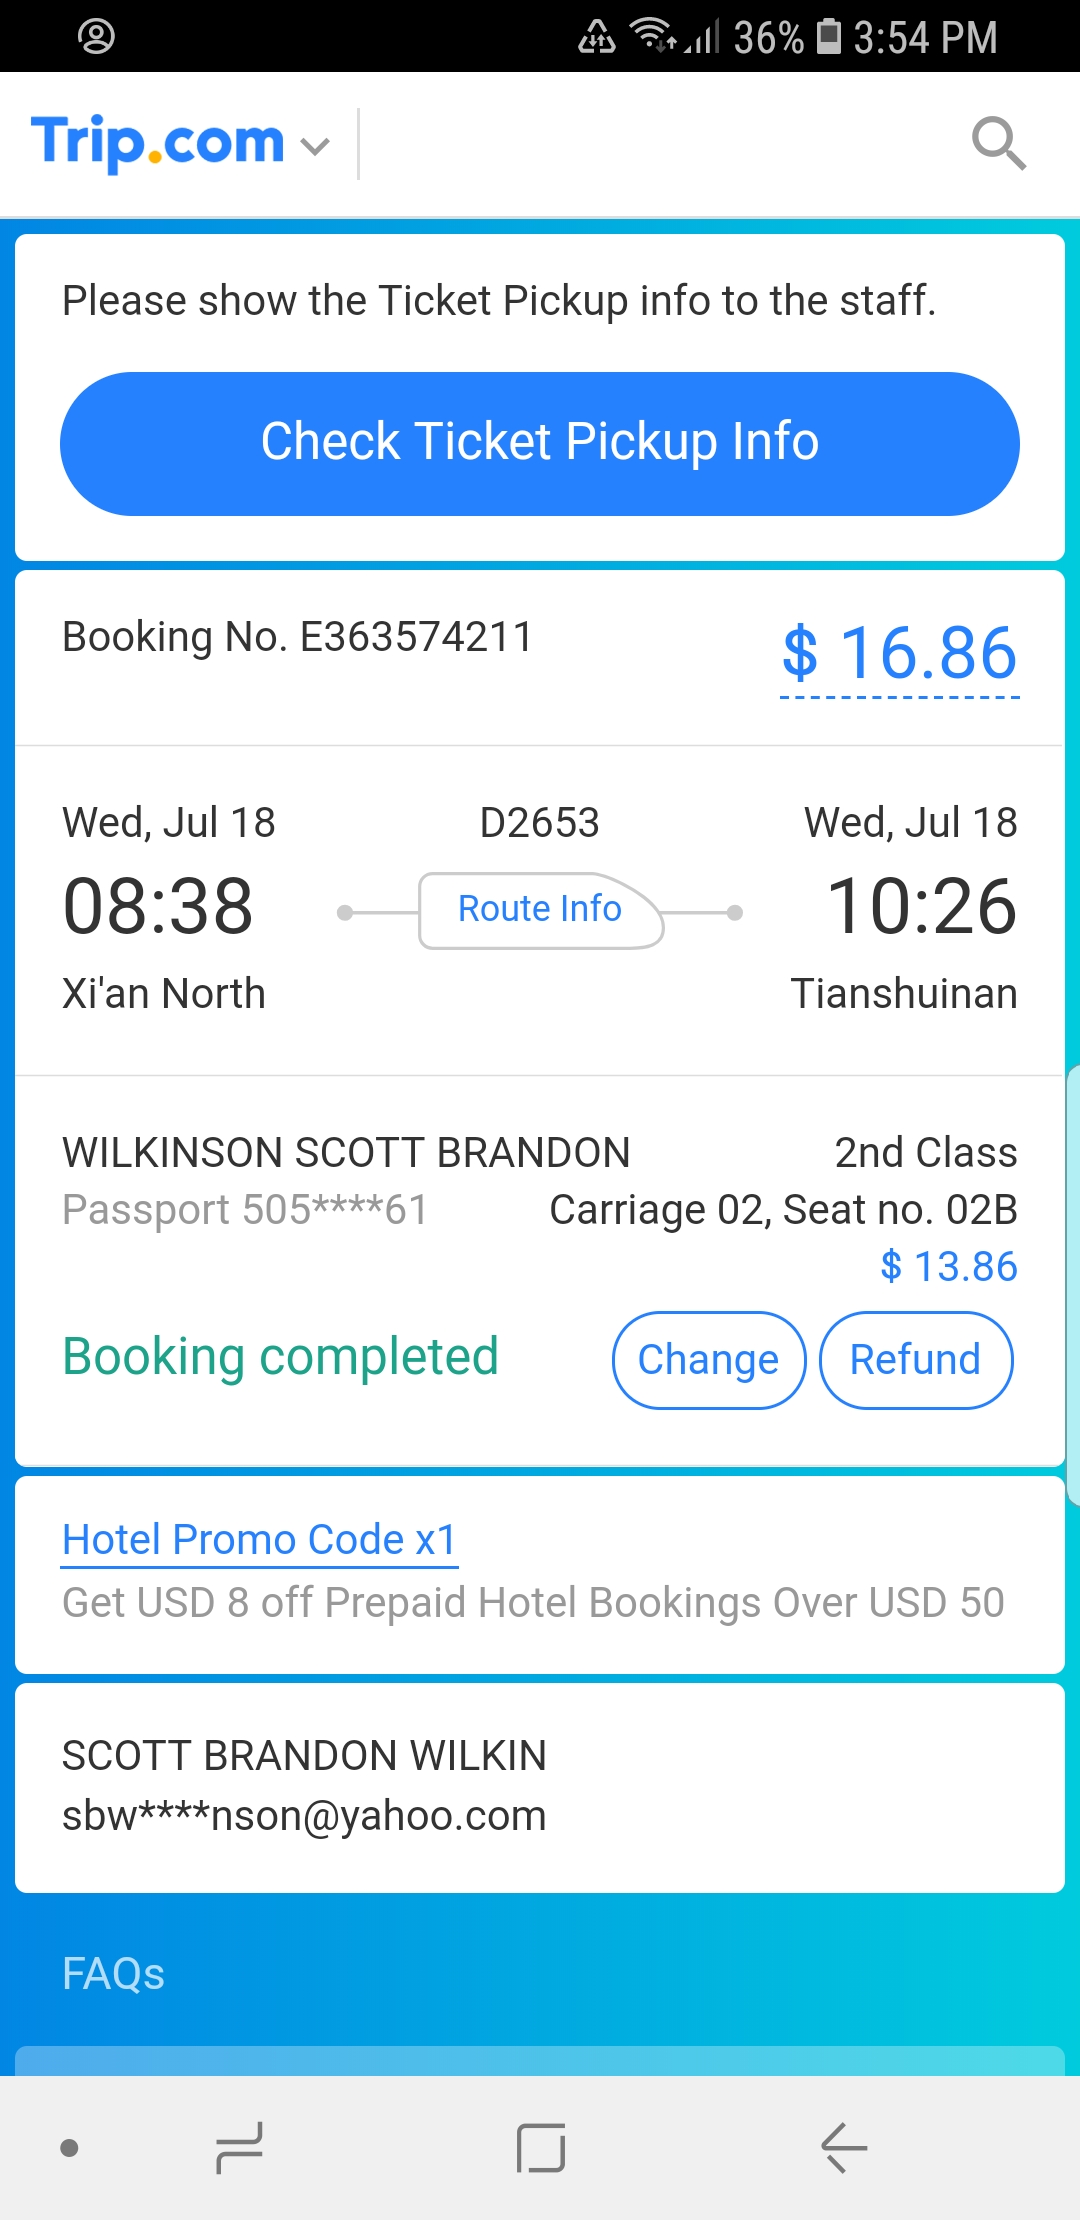 36% 3:54 PM
Trip.com
Please show the Ticket Pickup info to the staff.
Check Ticket Pickup Info
Booking No. E363574211
$ 16.86
Wed, Jul 18 D2653 Wed, Jul 18
08:38 Route Info 10:26
Xi'an North Tianshuinan
WILKINSON SCOTT BRANDON 2nd Class
Passport 505****61 Carriage 02, Seat no. 02B
$ 13.86
Booking completed Change Refund
Hotel Promo Code x1
Get USD 8 off Prepaid Hotel Bookings Over USD 50
SCOTT BRANDON WILKIN
sbw****nson@yahoo.com
FAQs